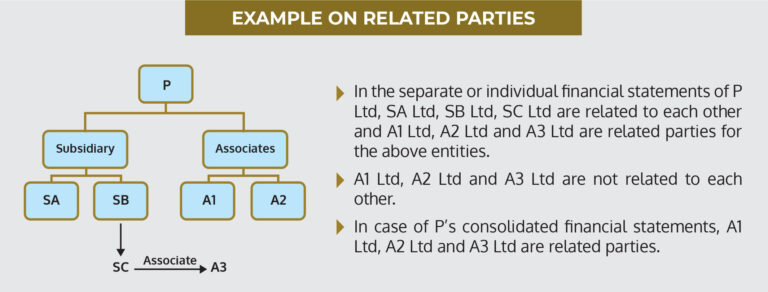 EXAMPLE ON RELATED PARTIES
P
Subsidiary
Associates
SA
SB
A1
A2
SC
Associate
A3
In the separate or individual financial statements of P
Ltd, SA Ltd, SB Ltd, SC Ltd are related to each other
and A1 Ltd, A2 Ltd and A3 Ltd are related parties for
the above entities.
A1 Ltd, A2 Ltd and A3 Ltd are not related to each
other.
In case of P's consolidated financial statements, A1
Ltd, A2 Ltd and A3 Ltd are related parties.